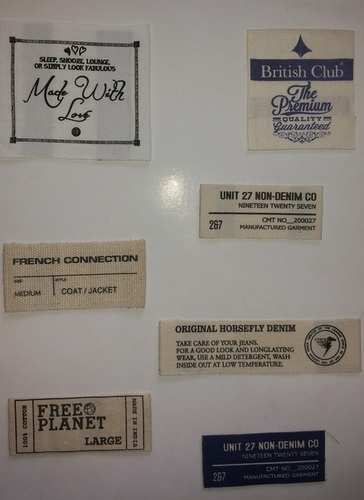 SLEEP, SNOOZE, LOUNGE,
OR SIMPLY LOOK FABULOUS
Made With
Love
British Club
The
Premium
QUALITY
Guaranteed
UNIT 27 NON-DENIM CO
NINETEEN TWENTY SEVEN
267
CMT NO__200027
MANUFACTURED GARMENT
FRENCH CONNECTION
SIZE: STYLE:
MEDIUM COAT / JACKET
ORIGINAL HORSEFLY DENIM
TAKE CARE OF YOUR JEANS.
FOR A GOOD LOOK AND LONGLASTING
WEAR, USE A MILD DETERGENT, WASH
INSIDE OUT AT LOW TEMPERATURE.
100% COTTON
FREE
PLANET
LARGE
MADE IN INDIA
UNIT 27 NON-DENIM CO
NINETEEN TWENTY SEVEN
267
CMT NO__200027
MANUFACTURED GARMENT